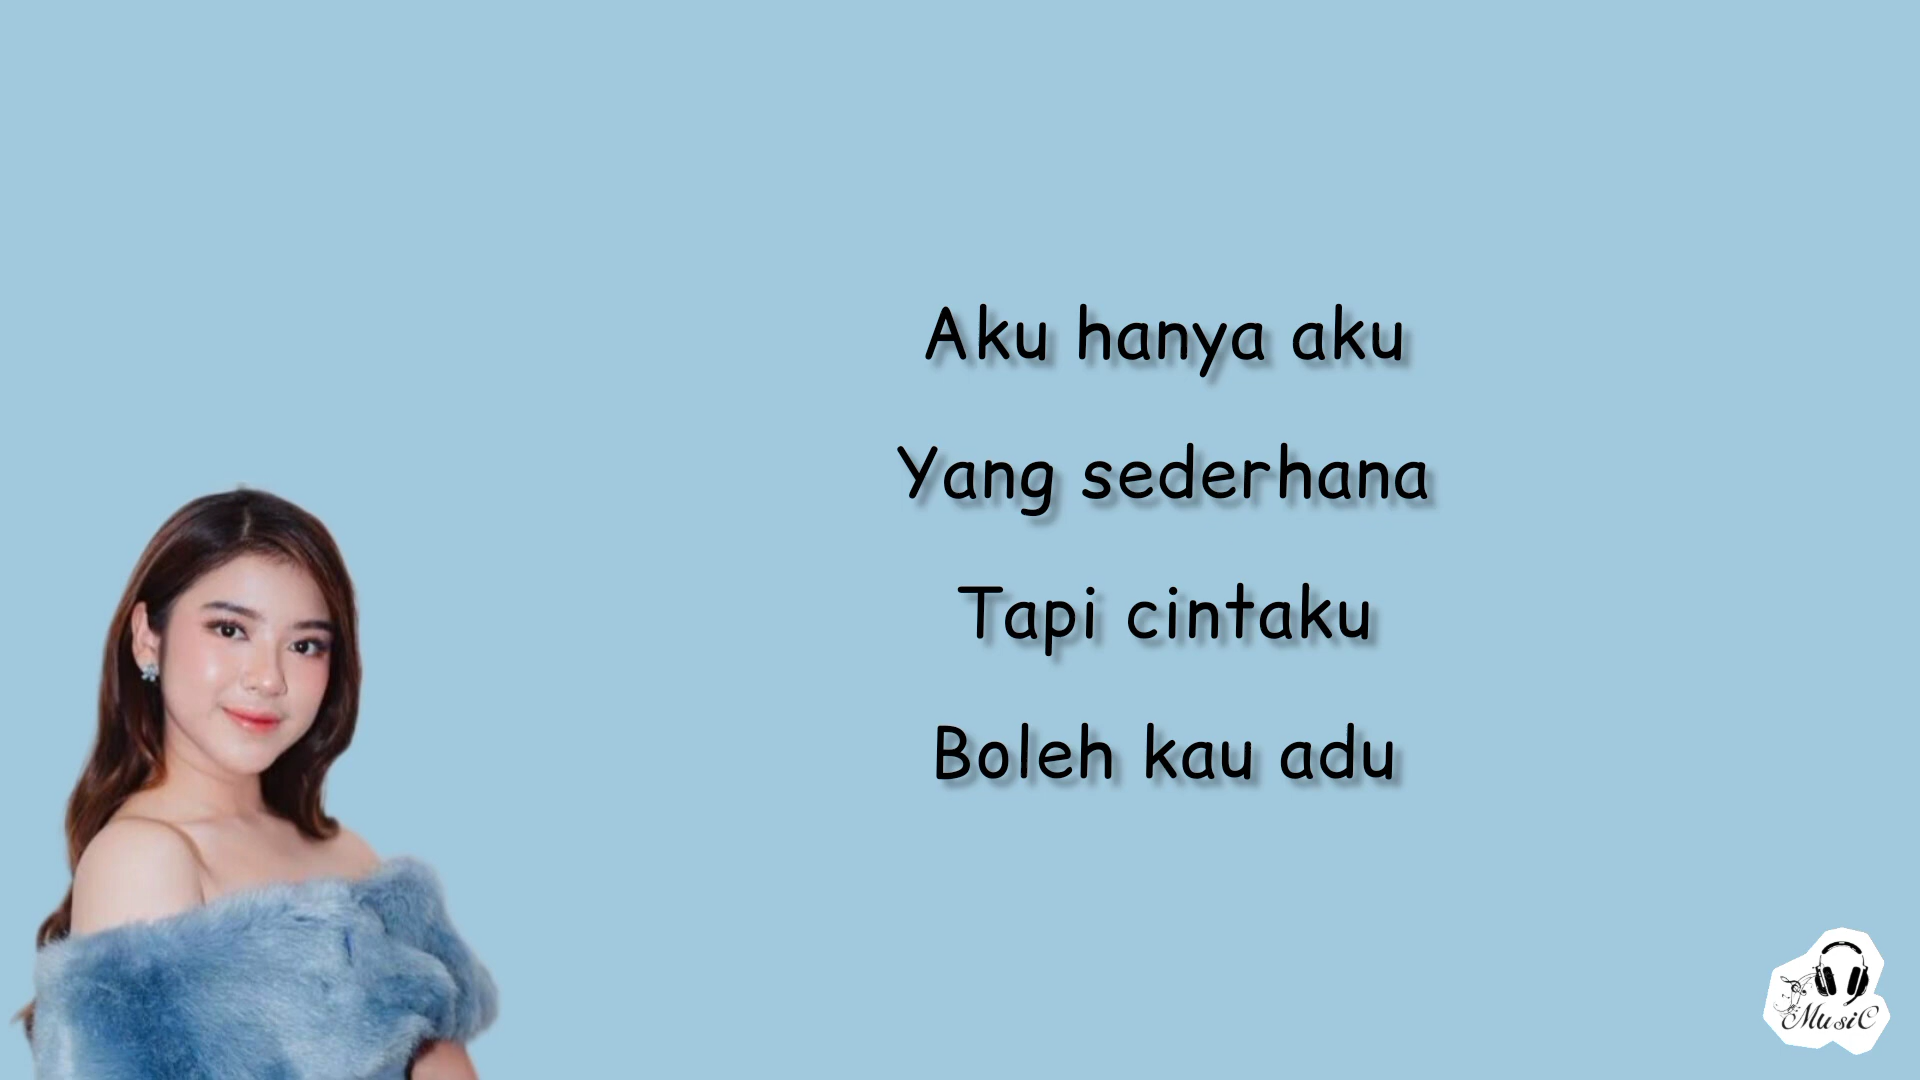 Aku hanya aku
Yang sederhana
Tapi cintaku
Boleh kau adu
MusiC